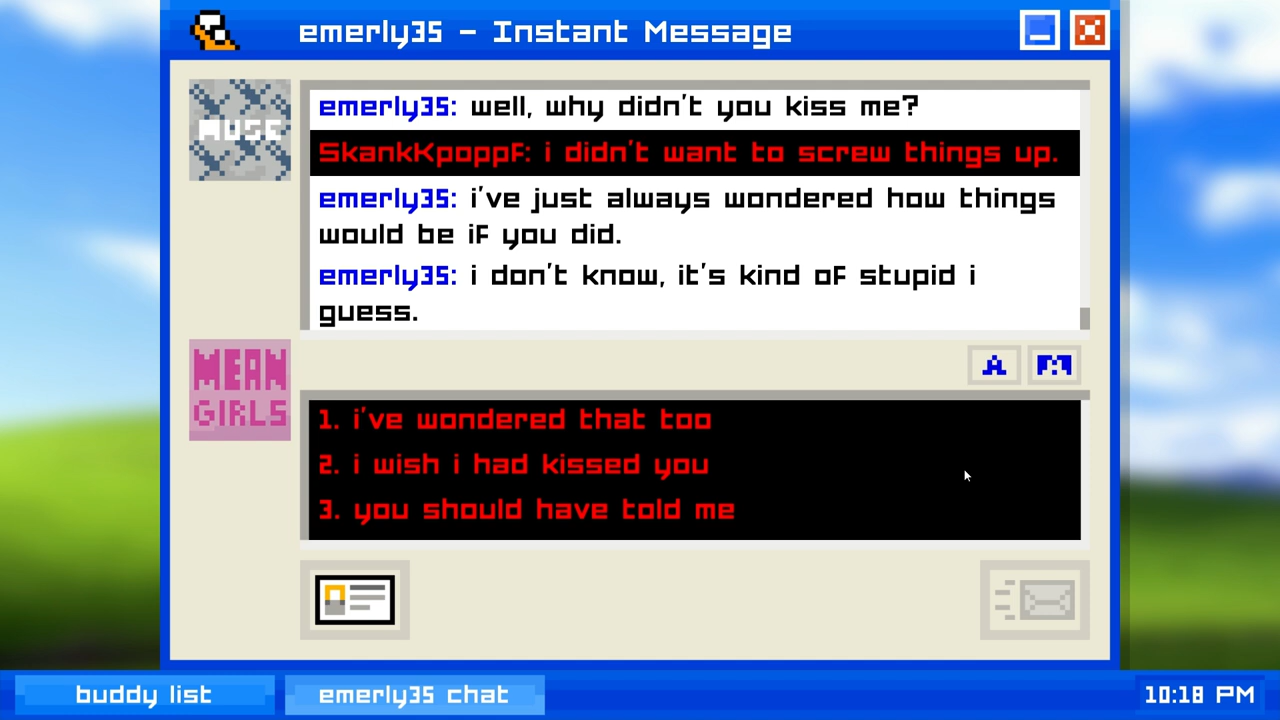 emerly35 - Instant Message
MUSE
emerly35: well, why didn't you kiss me?
SkankKpoppF: i didn't want to screw things up.
emerly35: i've just always wondered how things
would be if you did.
emerly35: i don't know, it's kind of stupid i
guess.
A
MEAN
GIRLS
1. i've wondered that too
2. i wish i had kissed you
3. you should have told me
buddy list
emerly35 chat
10:18 PM